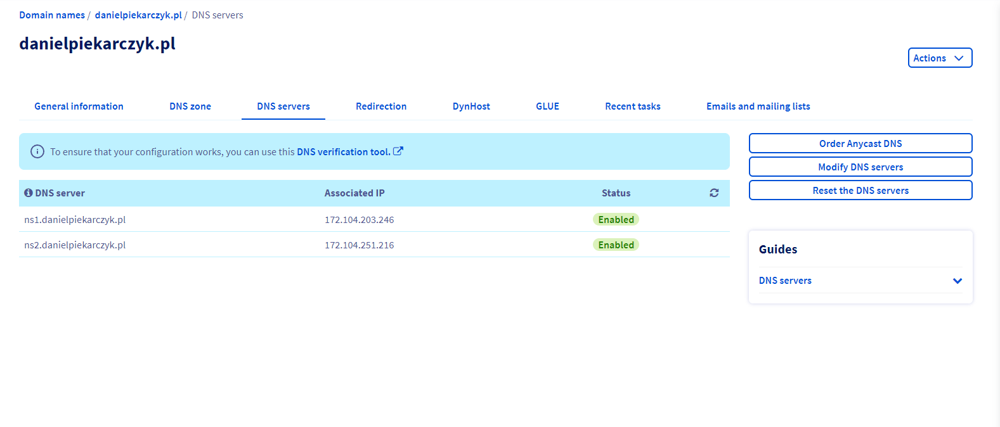 Domain names / danielpiekarczyk.pl / DNS servers
danielpiekarczyk.pl
Actions
General information DNS zone DNS servers Redirection DynHost GLUE Recent tasks Emails and mailing lists
To ensure that your configuration works, you can use this DNS verification tool.
Order Anycast DNS
Modify DNS servers
Reset the DNS servers
DNS server Associated IP Status
ns1.danielpiekarczyk.pl 172.104.203.246 Enabled
ns2.danielpiekarczyk.pl 172.104.251.216 Enabled
Guides
DNS servers